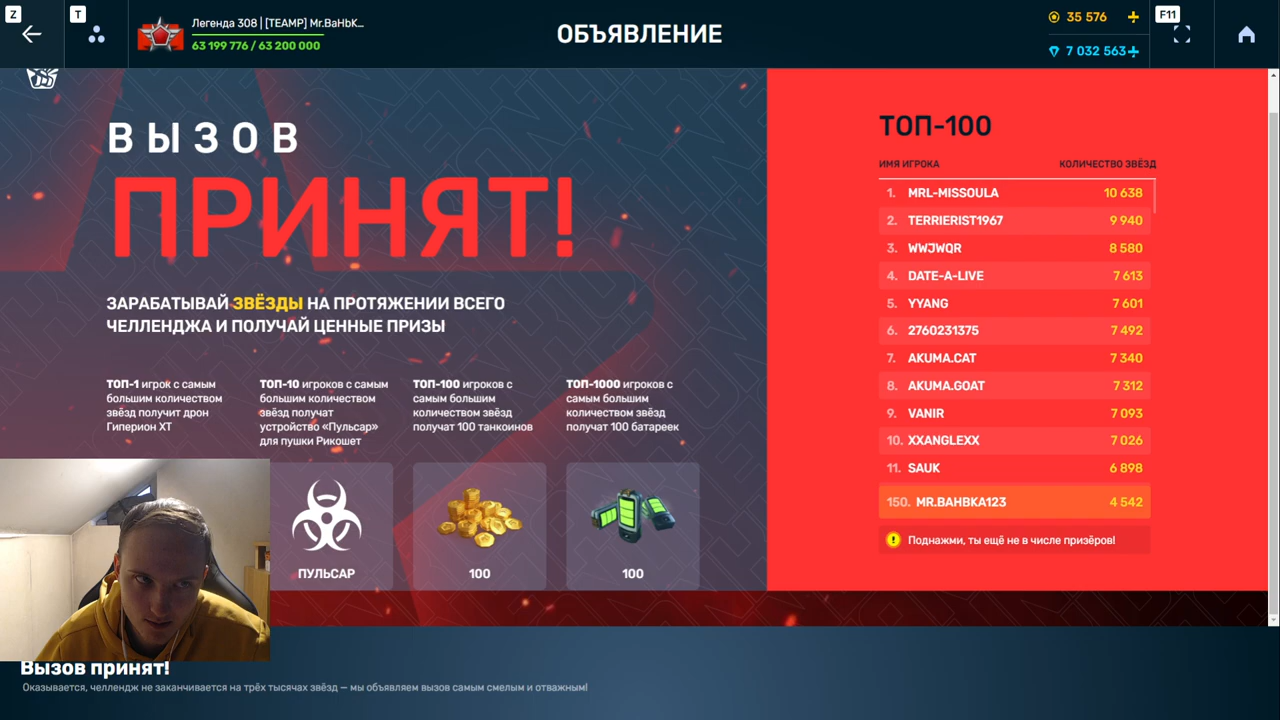 Z
T
Легенда 308 | [TEAMP] Mr.BaHbK...
63 199 776 / 63 200 000
ОБЪЯВЛЕНИЕ
35 576
7 032 563
F11
ВЫЗОВ
ПРИНЯТ!
ЗАРАБАТЫВАЙ ЗВЁЗДЫ НА ПРОТЯЖЕНИИ ВСЕГО
ЧЕЛЛЕНДЖА И ПОЛУЧАЙ ЦЕННЫЕ ПРИЗЫ
ТОП-1 игрок с самым
большим количеством
звёзд получит дрон
Гиперион ХТ
ТОП-10 игроков с самым
большим количеством
звёзд получат
устройство «Пульсар»
для пушки Рикошет
ТОП-100 игроков с
самым большим
количеством звёзд
получат 100 танкоинов
ТОП-1000 игроков с
самым большим
количеством звёзд
получат 100 батареек
ПУЛЬСАР
100
100
ТОП-100
ИМЯ ИГРОКА КОЛИЧЕСТВО ЗВЁЗД
1. MRL-MISSOULA 10 638
2. TERRIERIST1967 9 940
3. WWJWQR 8 580
4. DATE-A-LIVE 7 613
5. YYANG 7 601
6. 2760231375 7 492
7. AKUMA.CAT 7 340
8. AKUMA.GOAT 7 312
9. VANIR 7 093
10. XXANGLEXX 7 026
11. SAUK 6 898
150. MR.BAHBKA123 4 542
Поднажми, ты ещё не в числе призёров!
Вызов принят!
Оказывается, челлендж не заканчивается на трёх тысячах звёзд — мы объявляем вызов самым смелым и отважным!